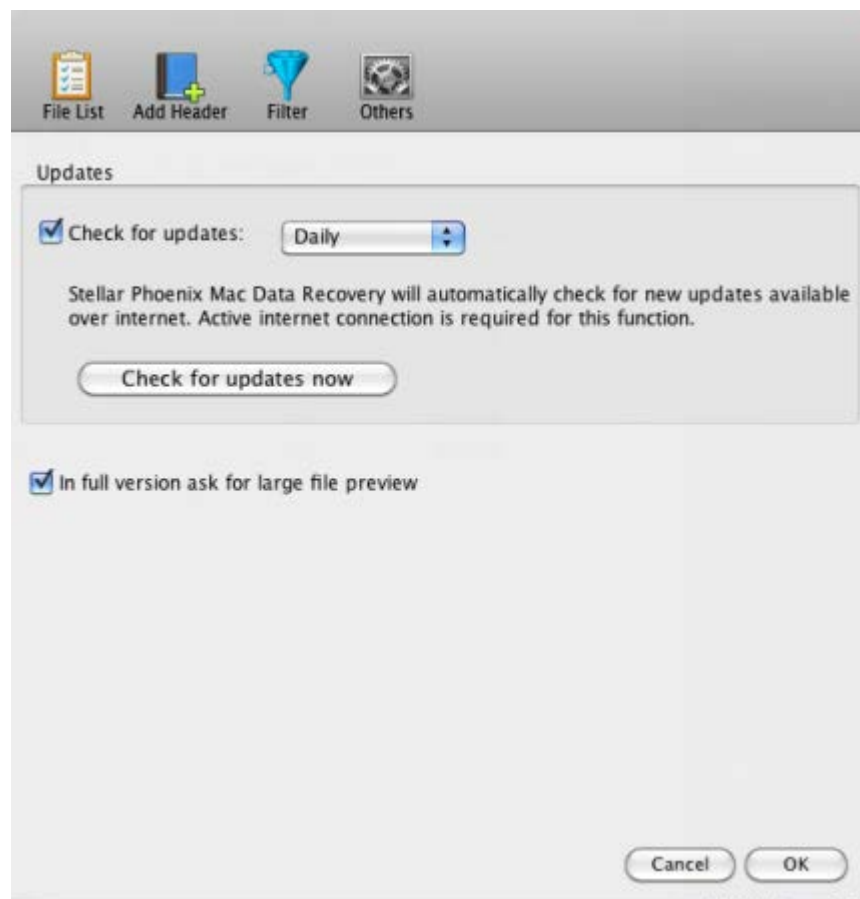 File List Add Header Filter Others
Updates
Check for updates: Daily
Stellar Phoenix Mac Data Recovery will automatically check for new updates available
over internet. Active internet connection is required for this function.
Check for updates now
In full version ask for large file preview
Cancel OK